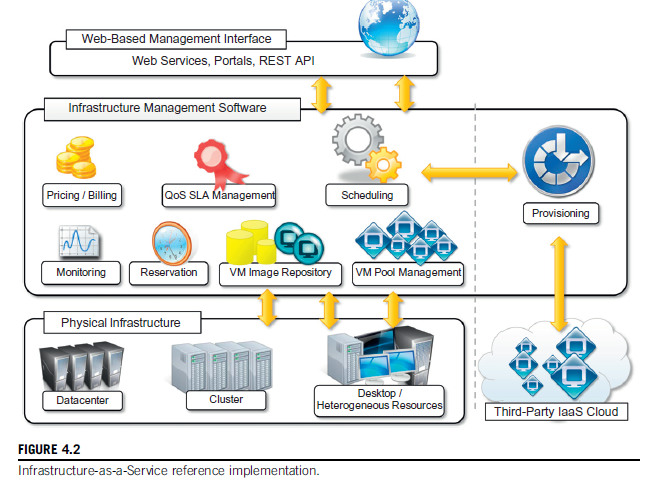 Web-Based Management Interface
Web Services, Portals, REST API
Infrastructure Management Software
Pricing / Billing
QoS SLA Management
Scheduling
Provisioning
Monitoring
Reservation
VM Image Repository
VM Pool Management
Physical Infrastructure
Datacenter
Cluster
Desktop /
Heterogeneous Resources
Third-Party IaaS Cloud
FIGURE 4.2
Infrastructure-as-a-Service reference implementation.